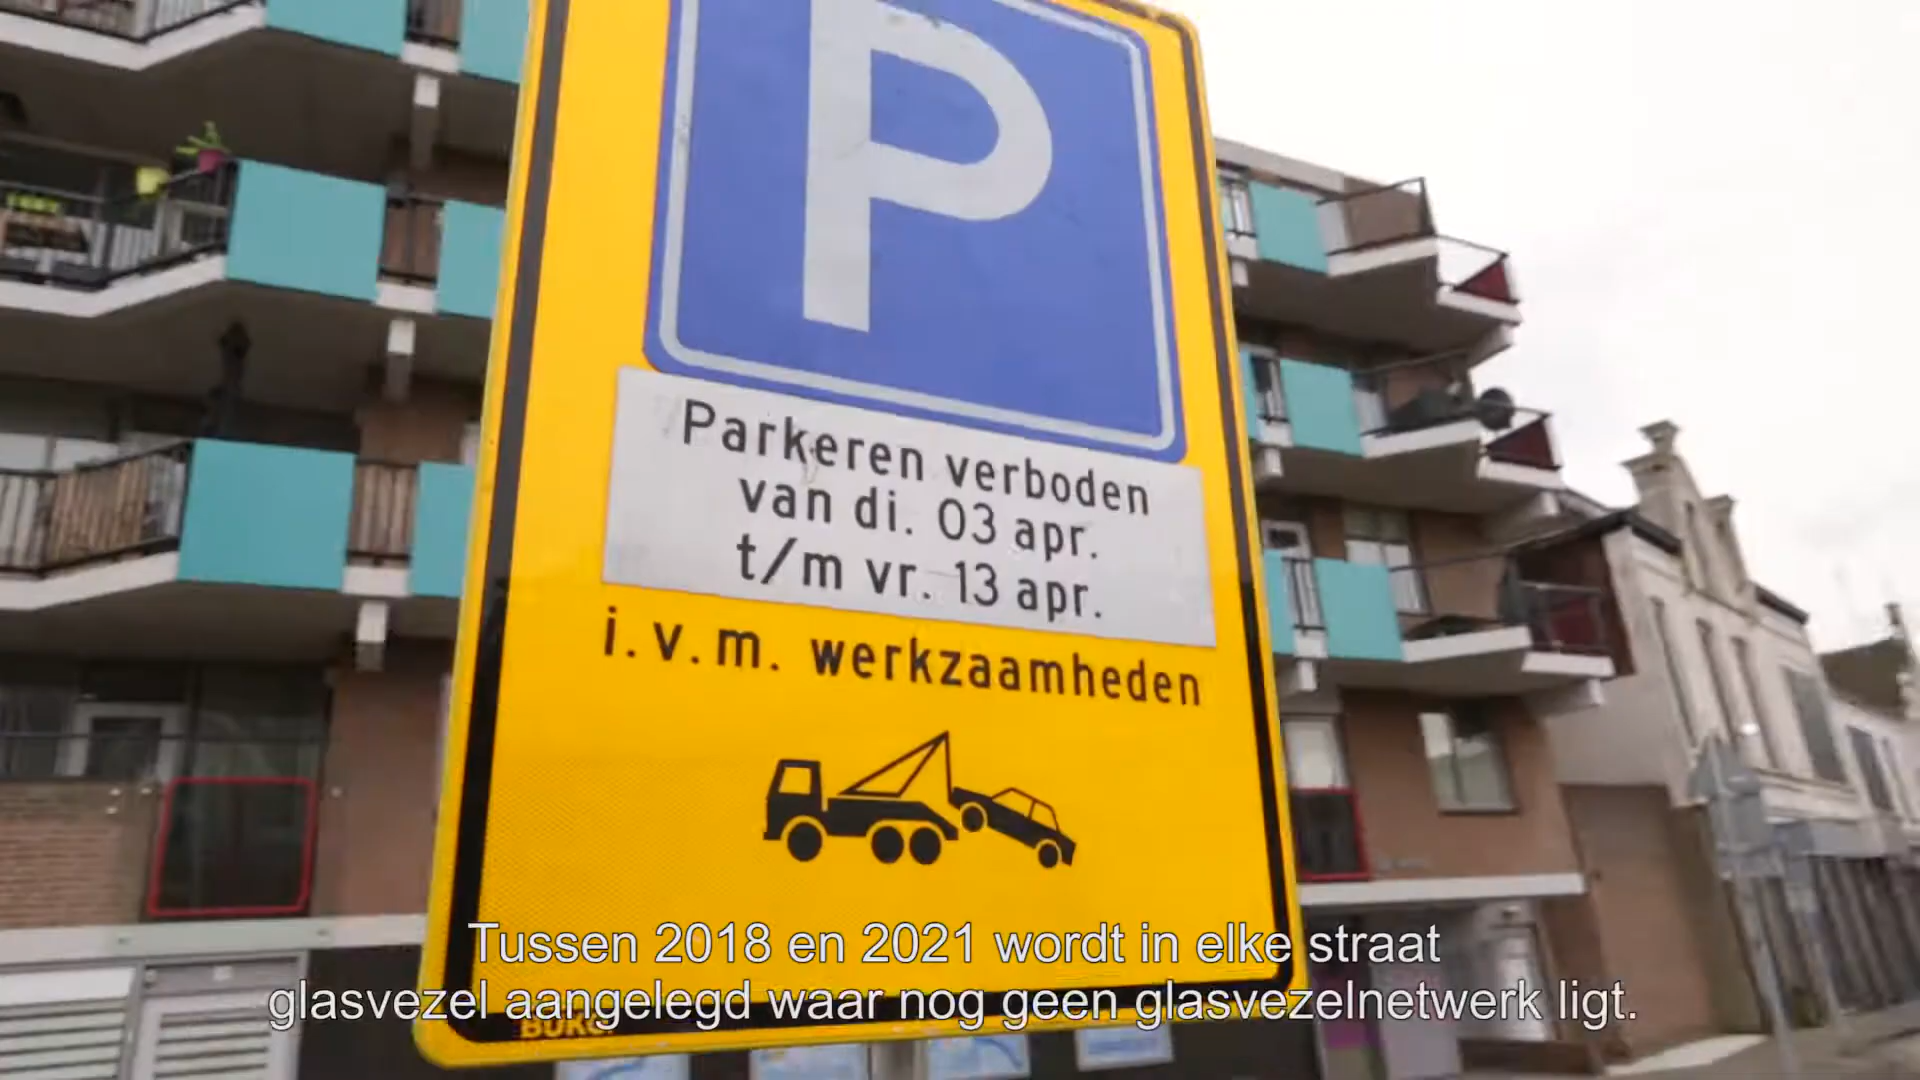 P
Parkeren verboden
van di. 03 apr.
t/m vr. 13 apr.
i.v.m. werkzaamheden
Tussen 2018 en 2021 wordt in elke straat
glasvezel aangelegd waar nog geen glasvezelnetwerk ligt.